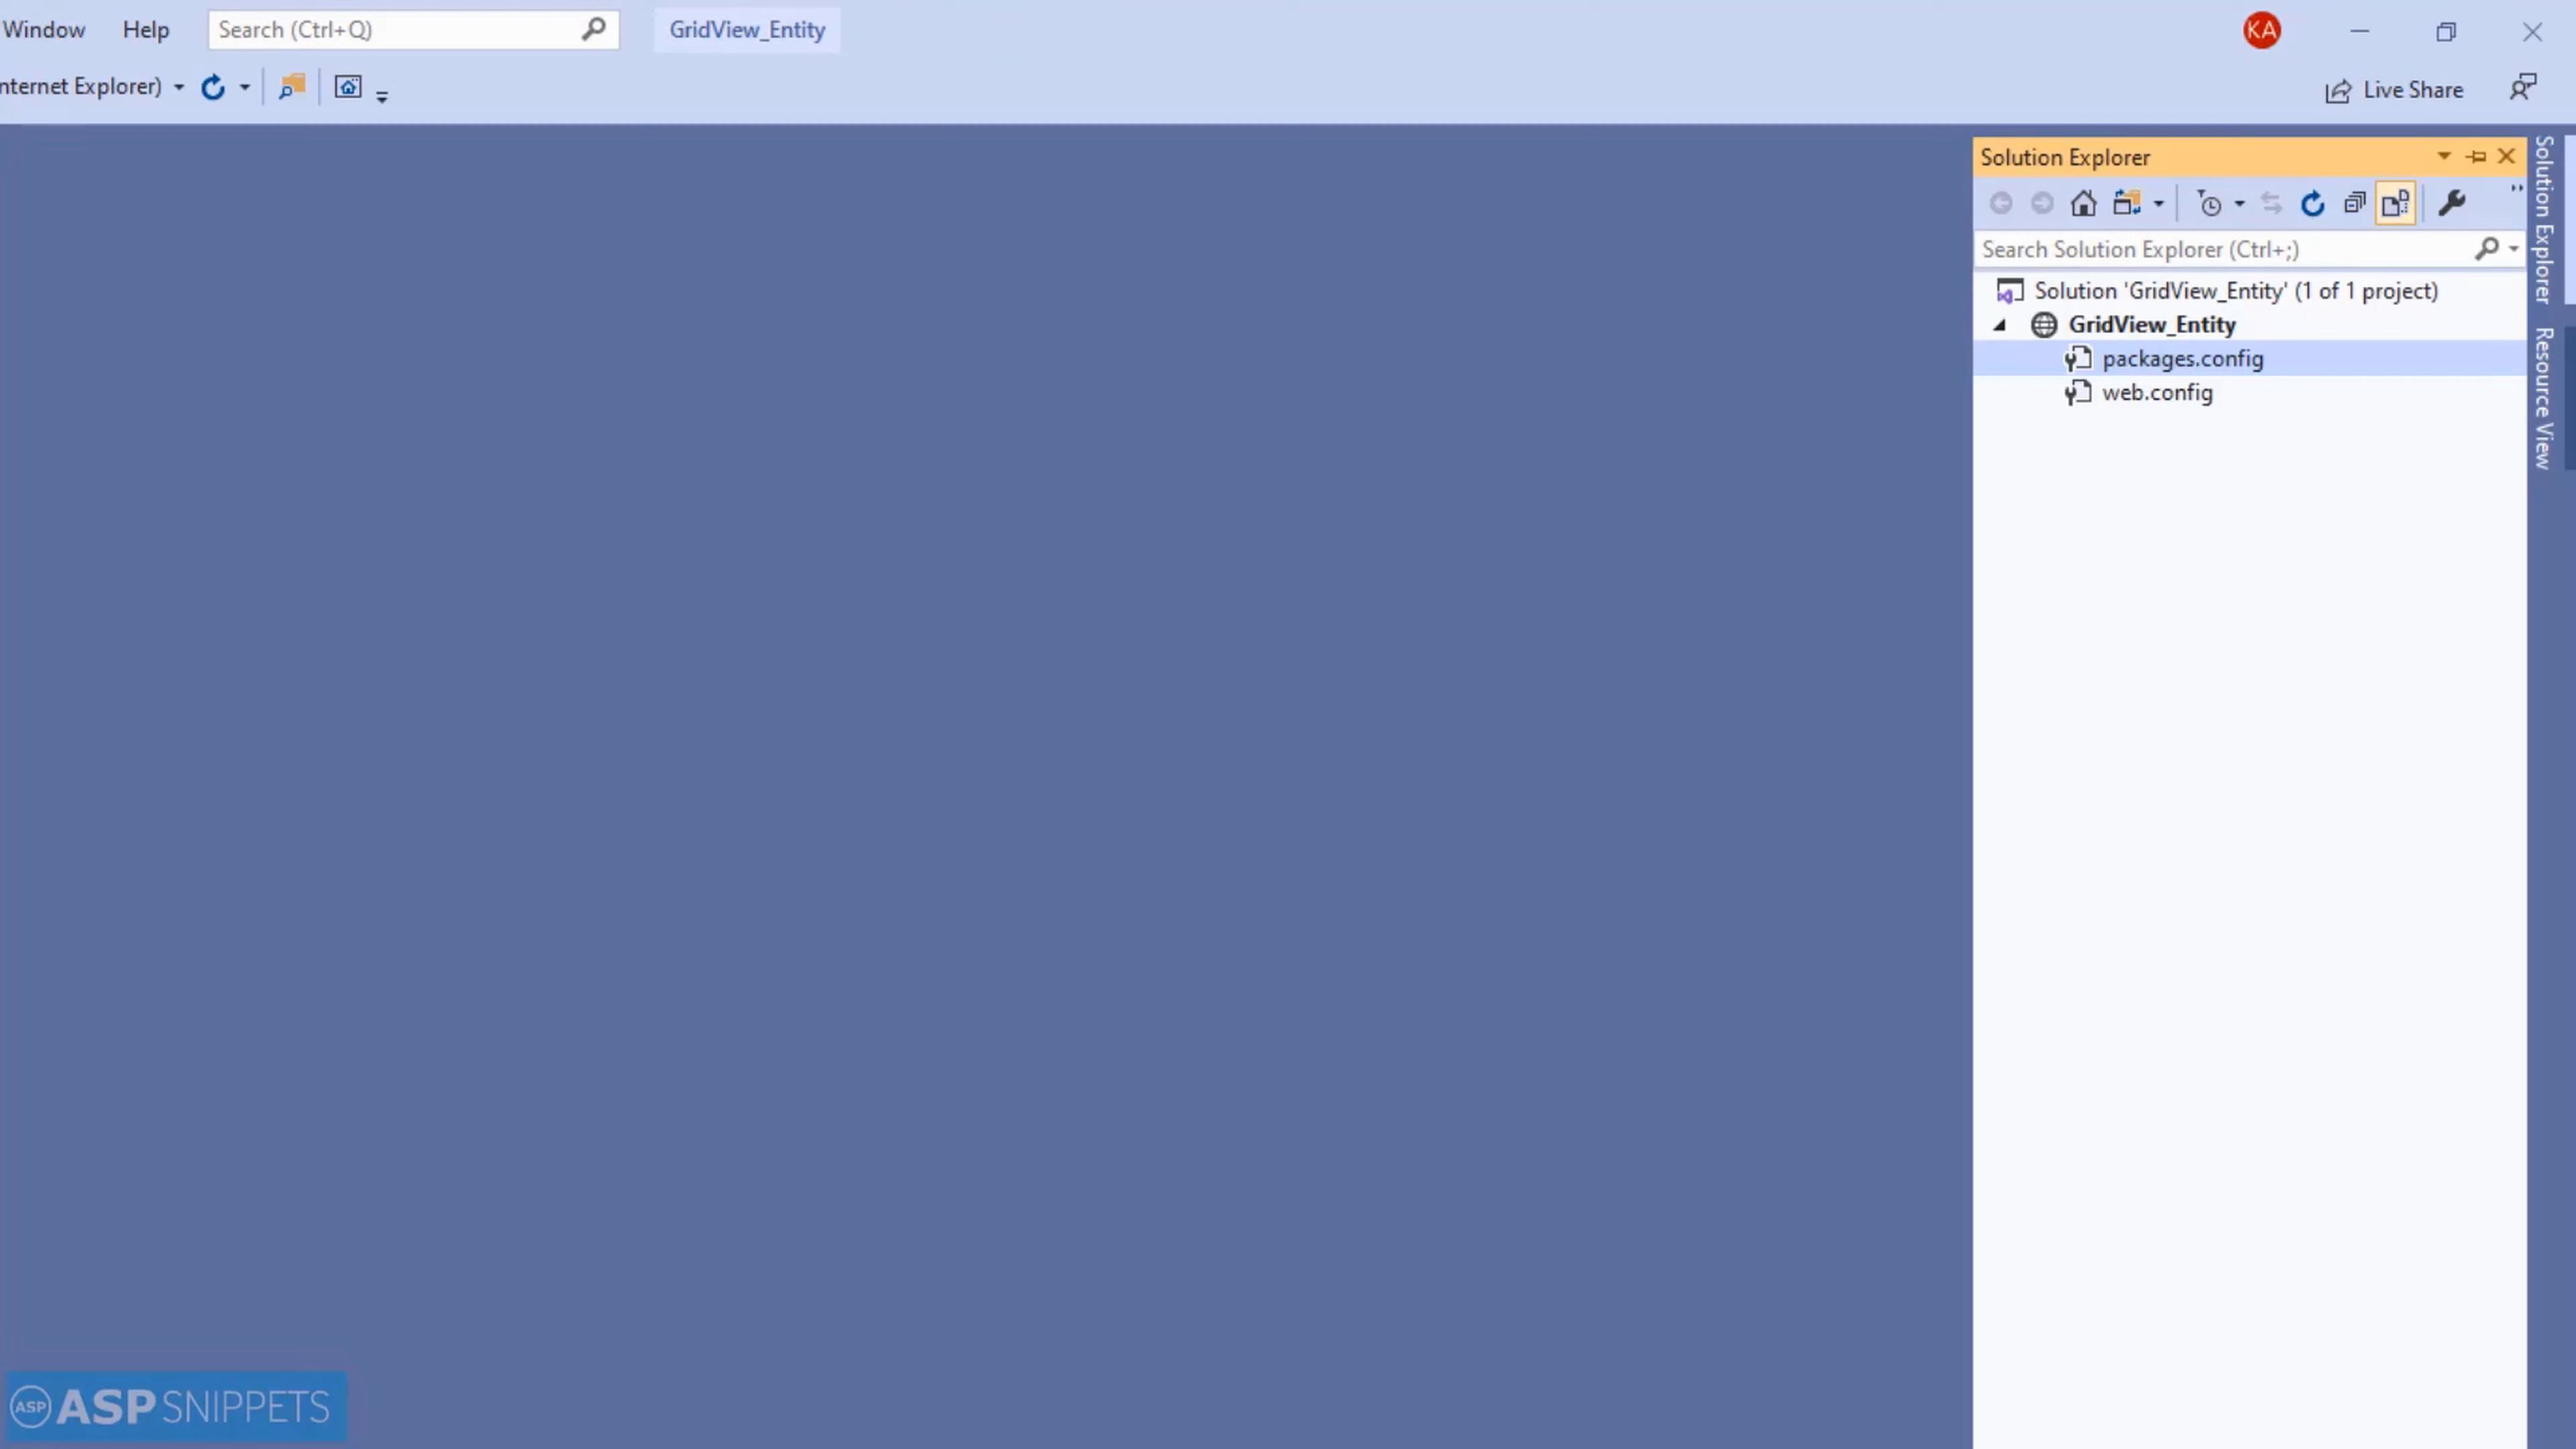 Window Help Search (Ctrl+Q) GridView_Entity KA
nternet Explorer) Live Share
Solution Explorer
Search Solution Explorer (Ctrl+;)
Solution 'GridView_Entity' (1 of 1 project)
GridView_Entity
packages.config
web.config
Solution Explorer
Resource View
ASP ASPSNIPPETS